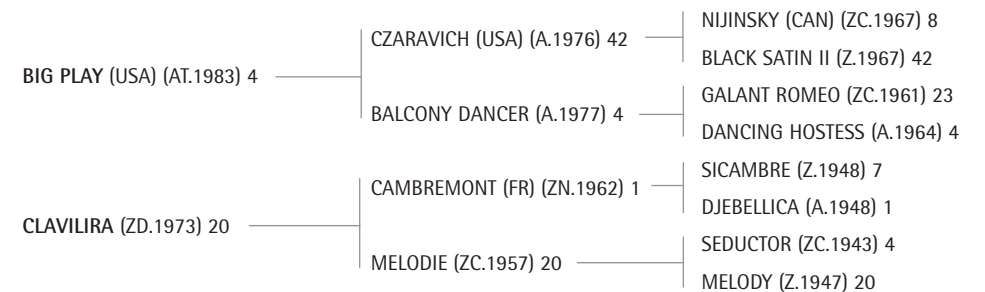 NIJINSKY (CAN) (ZC.1967) 8
CZARAVICH (USA) (A.1976) 42
BLACK SATIN II (Z.1967) 42
BIG PLAY (USA) (AT.1983) 4
GALANT ROMEO (ZC.1961) 23
BALCONY DANCER (A.1977) 4
DANCING HOSTESS (A.1964) 4
SICAMBRE (Z.1948) 7
CAMBREMONT (FR) (ZN.1962) 1
DJEBELLICA (A.1948) 1
CLAVILIRA (ZD.1973) 20
SEDUCTOR (ZC.1943) 4
MELODIE (ZC.1957) 20
MELODY (Z.1947) 20